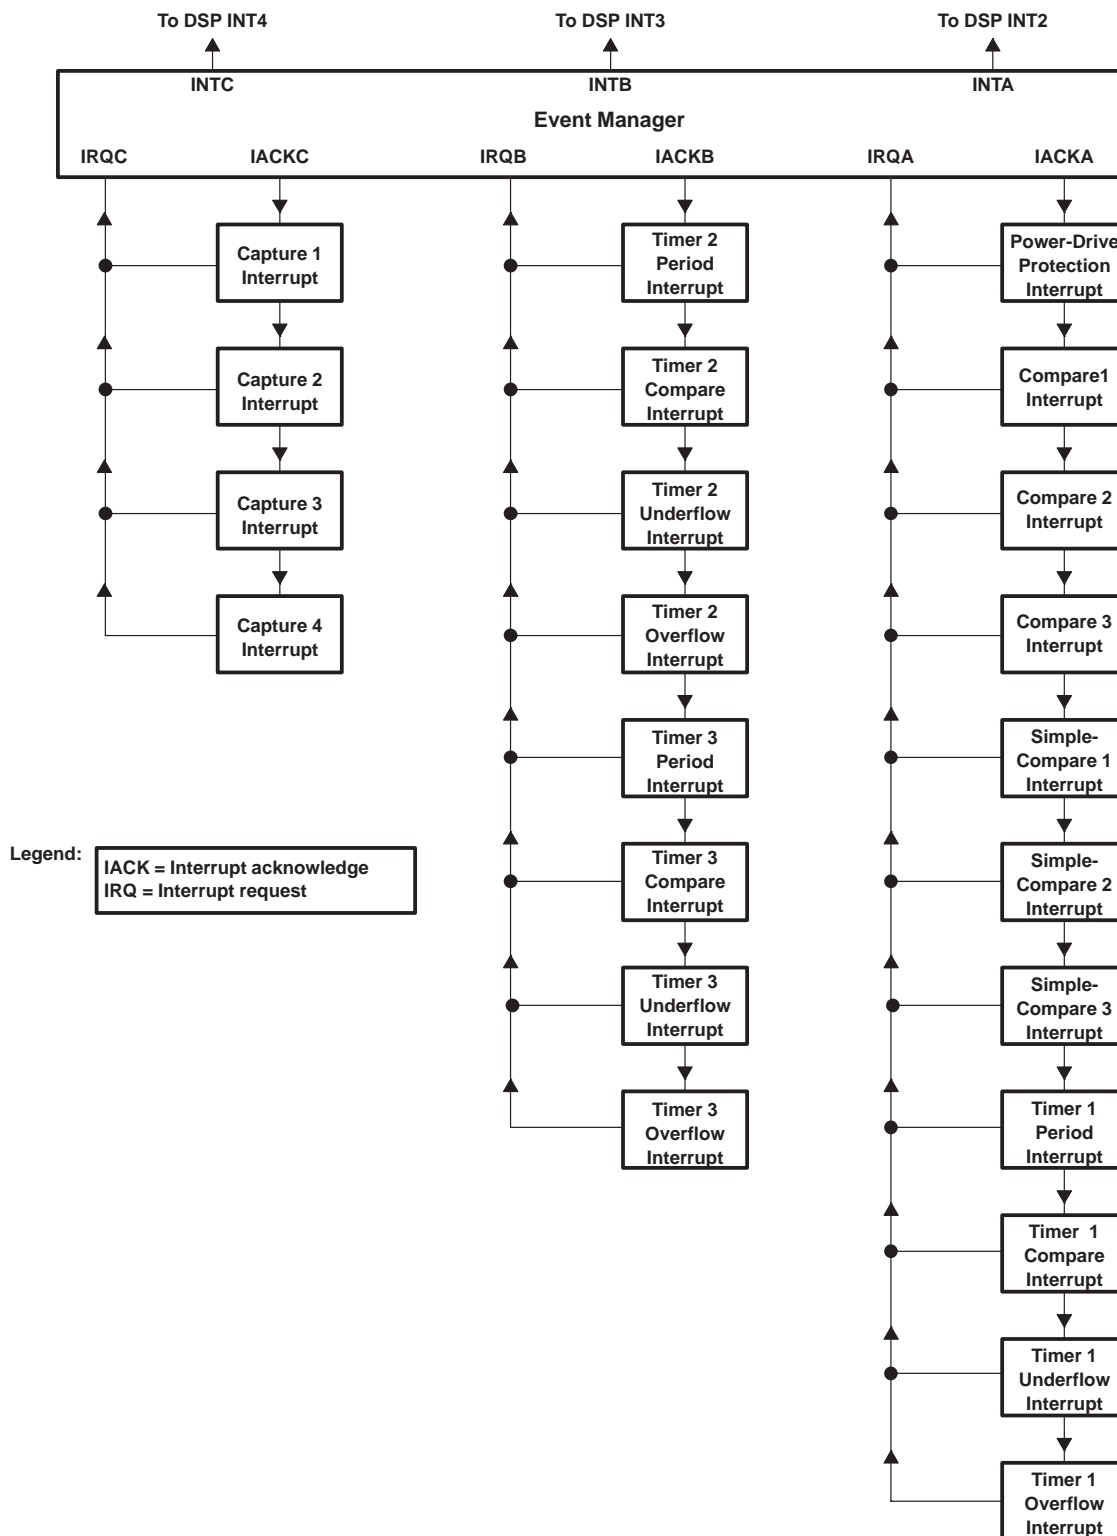 To DSP INT4
To DSP INT3
To DSP INT2
INTC
INTB
INTA
Event Manager
IRQC
IACKC
IRQB
IACKB
IRQA
IACKA
Capture 1
Interrupt
Capture 2
Interrupt
Capture 3
Interrupt
Capture 4
Interrupt
Timer 2
Period
Interrupt
Timer 2
Compare
Interrupt
Timer 2
Underflow
Interrupt
Timer 2
Overflow
Interrupt
Timer 3
Period
Interrupt
Timer 3
Compare
Interrupt
Timer 3
Underflow
Interrupt
Timer 3
Overflow
Interrupt
Power-Drive
Protection
Interrupt
Compare1
Interrupt
Compare 2
Interrupt
Compare 3
Interrupt
Simple-
Compare 1
Interrupt
Simple-
Compare 2
Interrupt
Simple-
Compare 3
Interrupt
Timer 1
Period
Interrupt
Timer 1
Compare
Interrupt
Timer 1
Underflow
Interrupt
Timer 1
Overflow
Interrupt
Legend:
IACK = Interrupt acknowledge
IRQ = Interrupt request